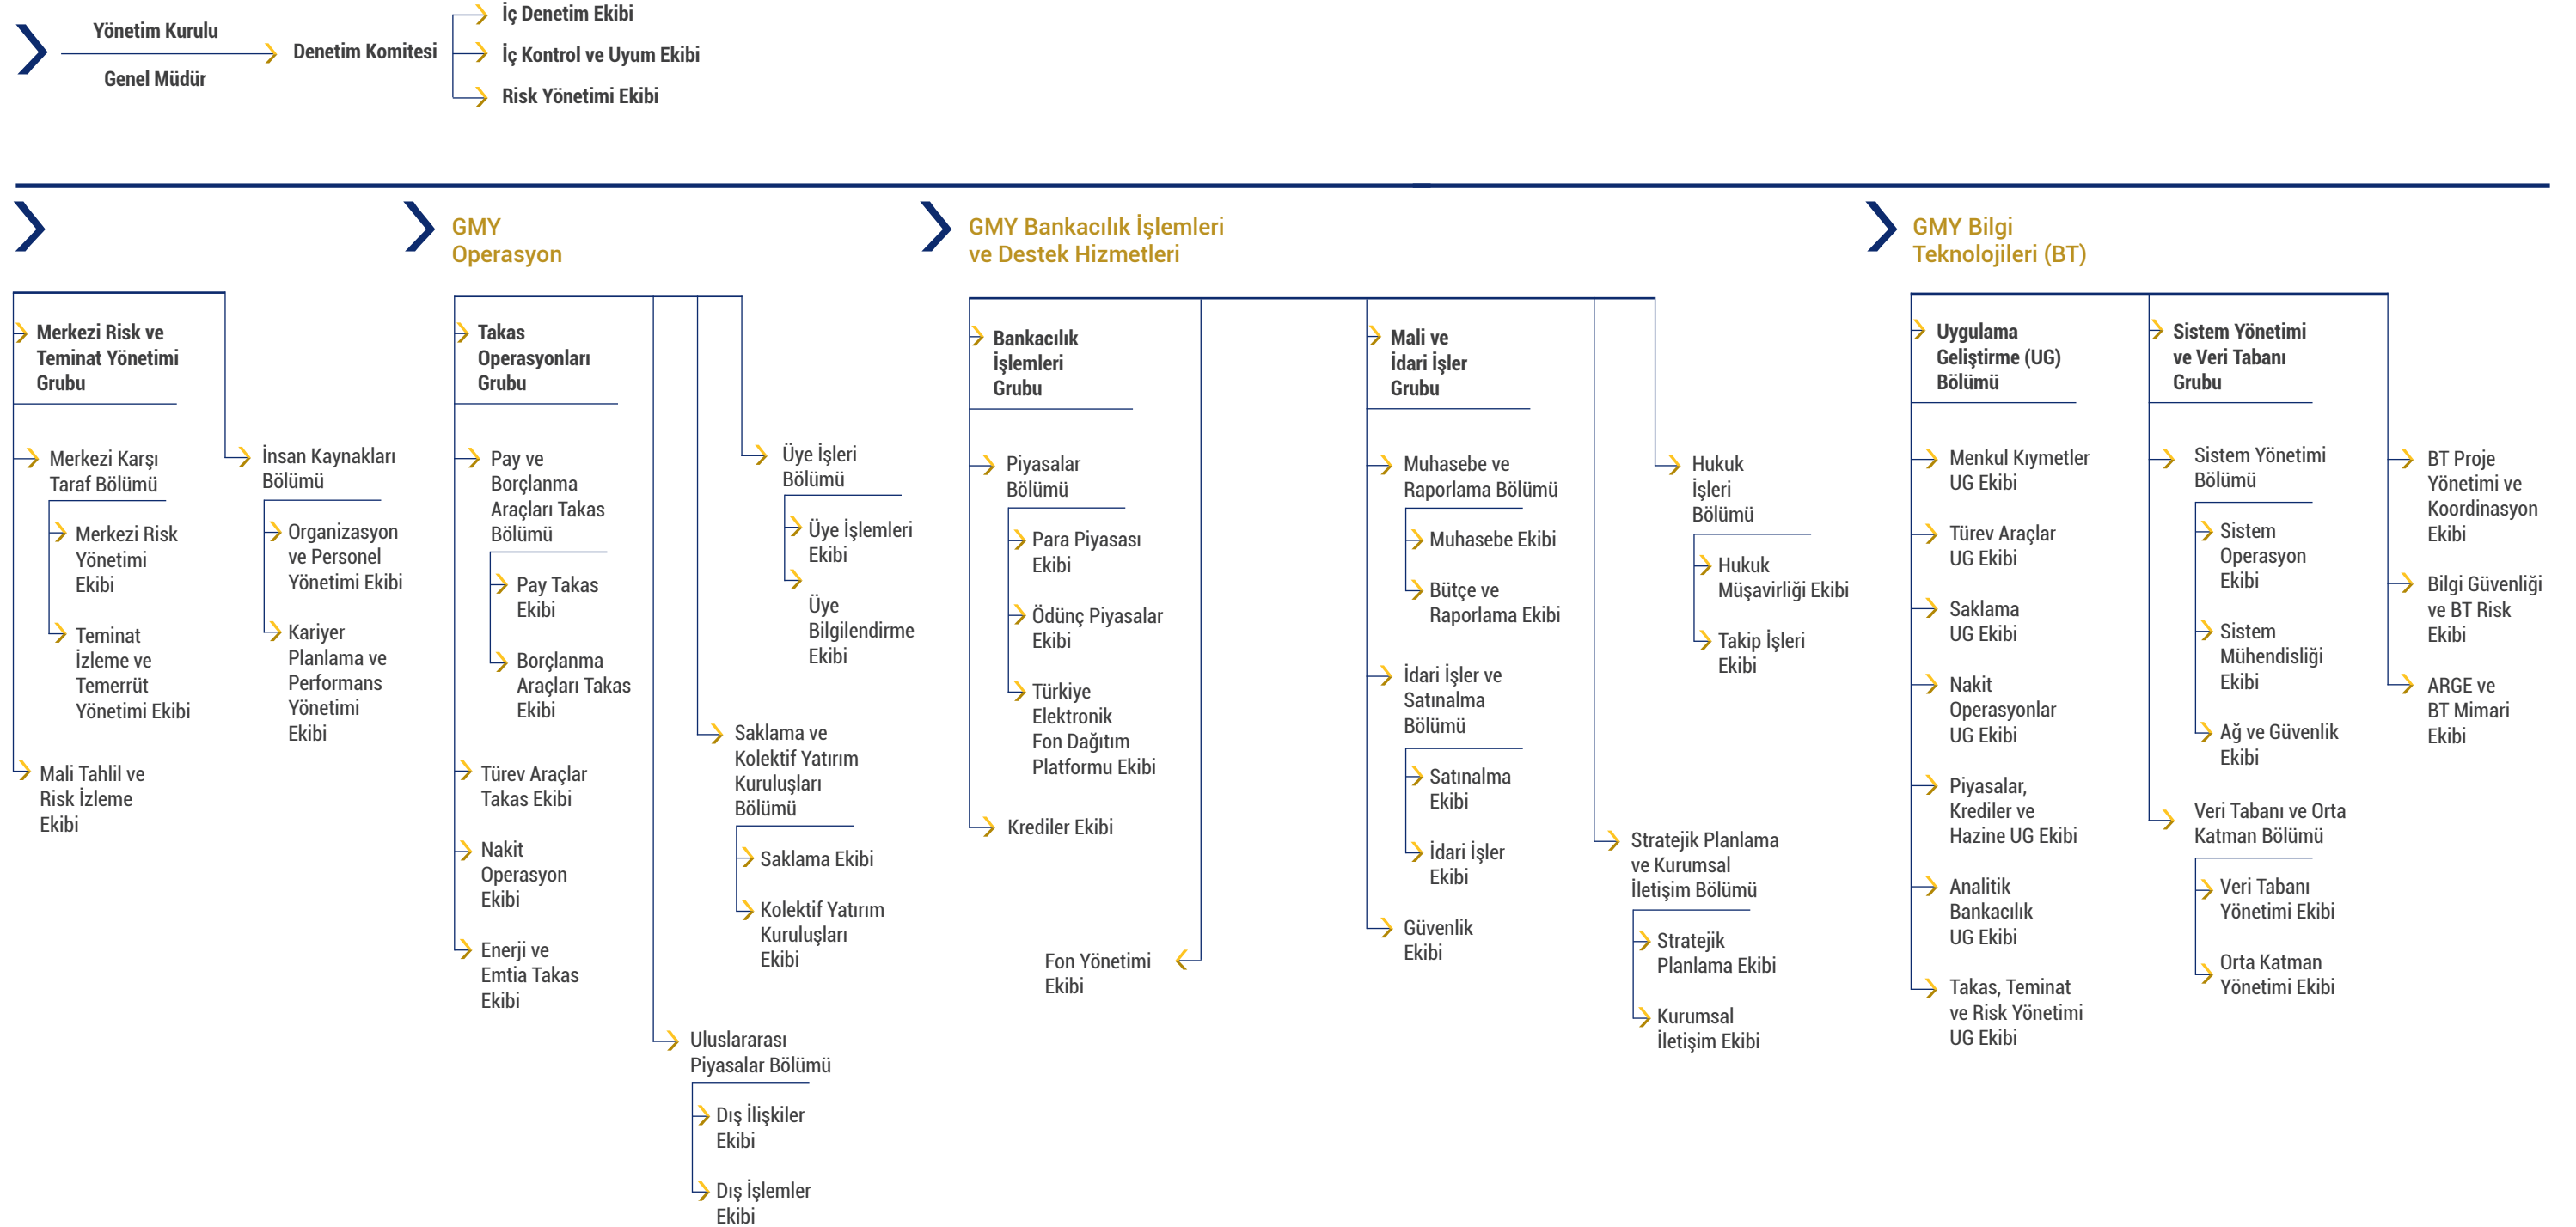 Yönetim Kurulu
Genel Müdür
Denetim Komitesi
İç Denetim Ekibi
İç Kontrol ve Uyum Ekibi
Risk Yönetimi Ekibi
Merkezi Risk ve
Teminat Yönetimi
Grubu
Merkezi Karşı
Taraf Bölümü
Merkezi Risk
Yönetimi
Ekibi
Teminat
İzleme ve
Temerrüt
Yönetimi Ekibi
Mali Tahlil ve
Risk İzleme
Ekibi
İnsan Kaynakları
Bölümü
Organizasyon
ve Personel
Yönetimi Ekibi
Kariyer
Planlama ve
Performans
Yönetimi
Ekibi
GMY
Operasyon
Takas
Operasyonları
Grubu
Pay ve
Borçlanma
Araçları Takas
Bölümü
Pay Takas
Ekibi
Borçlanma
Araçları Takas
Ekibi
Türev Araçlar
Takas Ekibi
Nakit
Operasyon
Ekibi
Enerji ve
Emtia Takas
Ekibi
Üye İşleri
Bölümü
Üye İşlemleri
Ekibi
Üye
Bilgilendirme
Ekibi
Saklama ve
Kolektif Yatırım
Kuruluşları
Bölümü
Saklama Ekibi
Kolektif Yatırım
Kuruluşları
Ekibi
Uluslararası
Piyasalar Bölümü
Dış İlişkiler
Ekibi
Dış İşlemler
Ekibi
GMY Bankacılık İşlemleri
ve Destek Hizmetleri
Bankacılık
İşlemleri
Grubu
Piyasalar
Bölümü
Para Piyasası
Ekibi
Ödünç Piyasalar
Ekibi
Türkiye
Elektronik
Fon Dağıtım
Platformu Ekibi
Krediler Ekibi
Fon Yönetimi
Ekibi
Mali ve
İdari İşler
Grubu
Muhasebe ve
Raporlama Bölümü
Muhasebe Ekibi
Bütçe ve
Raporlama Ekibi
İdari İşler ve
Satınalma
Bölümü
Satınalma
Ekibi
İdari İşler
Ekibi
Güvenlik
Ekibi
Hukuk
İşleri
Bölümü
Hukuk
Müşavirliği Ekibi
Takip İşleri
Ekibi
Stratejik Planlama
ve Kurumsal
İletişim Bölümü
Stratejik
Planlama Ekibi
Kurumsal
İletişim Ekibi
GMY Bilgi
Teknolojileri (BT)
Uygulama
Geliştirme (UG)
Bölümü
Menkul Kıymetler
UG Ekibi
Türev Araçlar
UG Ekibi
Saklama
UG Ekibi
Nakit
Operasyonlar
UG Ekibi
Piyasalar,
Krediler ve
Hazine UG Ekibi
Analitik
Bankacılık
UG Ekibi
Takas, Teminat
ve Risk Yönetimi
UG Ekibi
Sistem Yönetimi
ve Veri Tabanı
Grubu
Sistem Yönetimi
Bölümü
Sistem
Operasyon
Ekibi
Sistem
Mühendisliği
Ekibi
Ağ ve Güvenlik
Ekibi
Veri Tabanı ve Orta
Katman Bölümü
Veri Tabanı
Yönetimi Ekibi
Orta Katman
Yönetimi Ekibi
BT Proje
Yönetimi ve
Koordinasyon
Ekibi
Bilgi Güvenliği
ve BT Risk
Ekibi
ARGE ve
BT Mimari
Ekibi